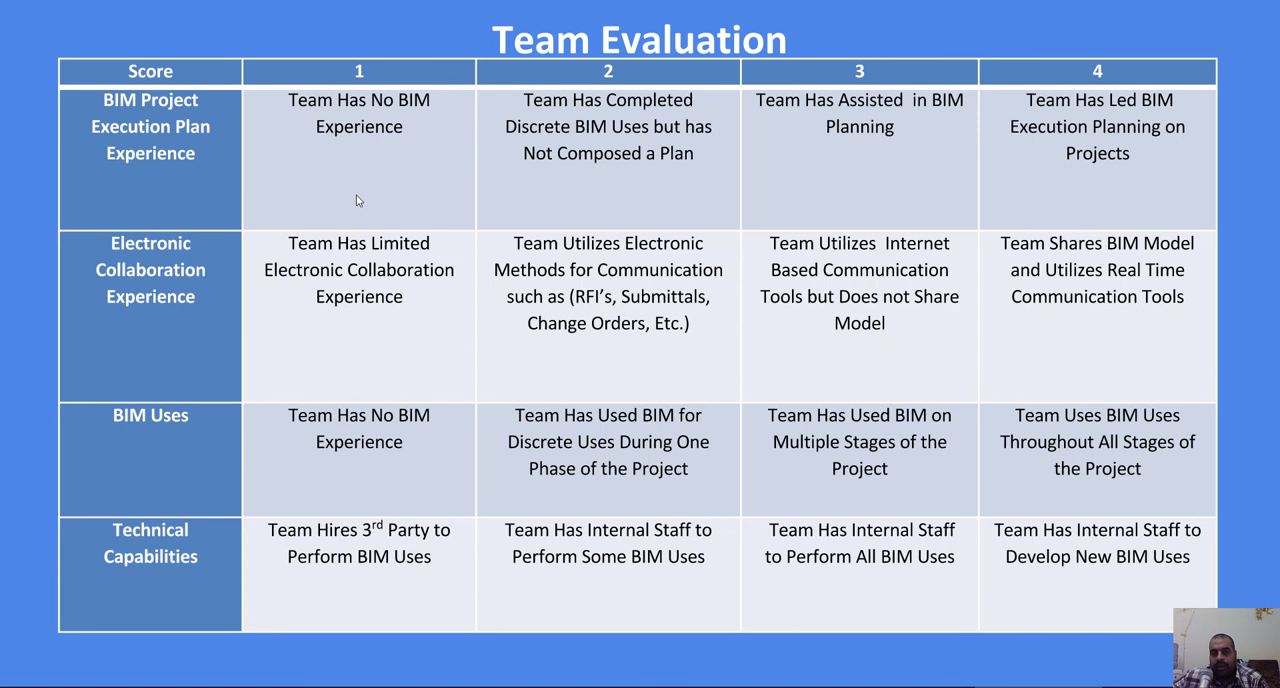 Team Evaluation
Score
1
2
3
4
BIM Project
Execution Plan
Experience
Team Has No BIM
Experience
Team Has Completed
Discrete BIM Uses but has
Not Composed a Plan
Team Has Assisted in BIM
Planning
Team Has Led BIM
Execution Planning on
Projects
Electronic
Collaboration
Experience
Team Has Limited
Electronic Collaboration
Experience
Team Utilizes Electronic
Methods for Communication
such as (RFI's, Submittals,
Change Orders, Etc.)
Team Utilizes Internet
Based Communication
Tools but Does not Share
Model
Team Shares BIM Model
and Utilizes Real Time
Communication Tools
BIM Uses
Team Has No BIM
Experience
Team Has Used BIM for
Discrete Uses During One
Phase of the Project
Team Has Used BIM on
Multiple Stages of the
Project
Team Uses BIM Uses
Throughout All Stages of
the Project
Technical
Capabilities
Team Hires 3rd Party to
Perform BIM Uses
Team Has Internal Staff to
Perform Some BIM Uses
Team Has Internal Staff
to Perform All BIM Uses
Team Has Internal Staff to
Develop New BIM Uses